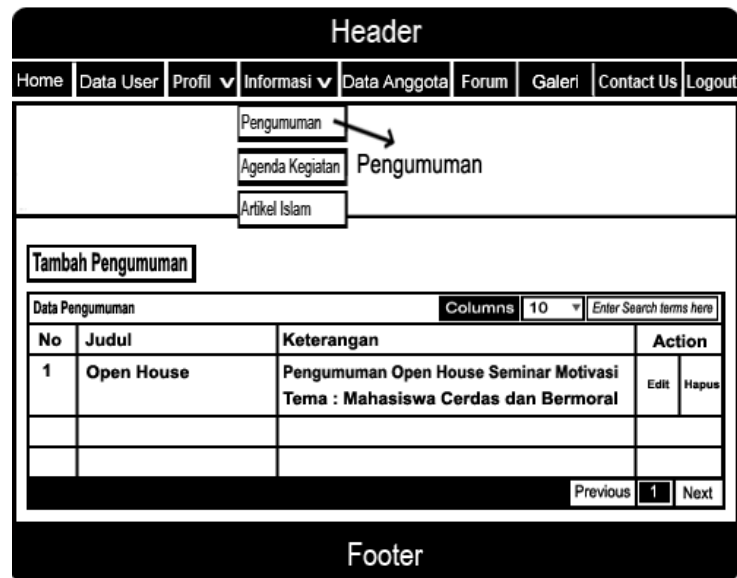 Header
Home Data User Profil Informasi Data Anggota Forum Galeri Contact Us Logout
Pengumuman
Agenda Kegiatan
Artikel Islam
Pengumuman
Tambah Pengumuman
Data Pengumuman Columns 10 Enter Search terms here
No Judul Keterangan Action
1 Open House Pengumuman Open House Seminar Motivasi Edit Hapus
Tema : Mahasiswa Cerdas dan Bermoral
Previous 1 Next
Footer